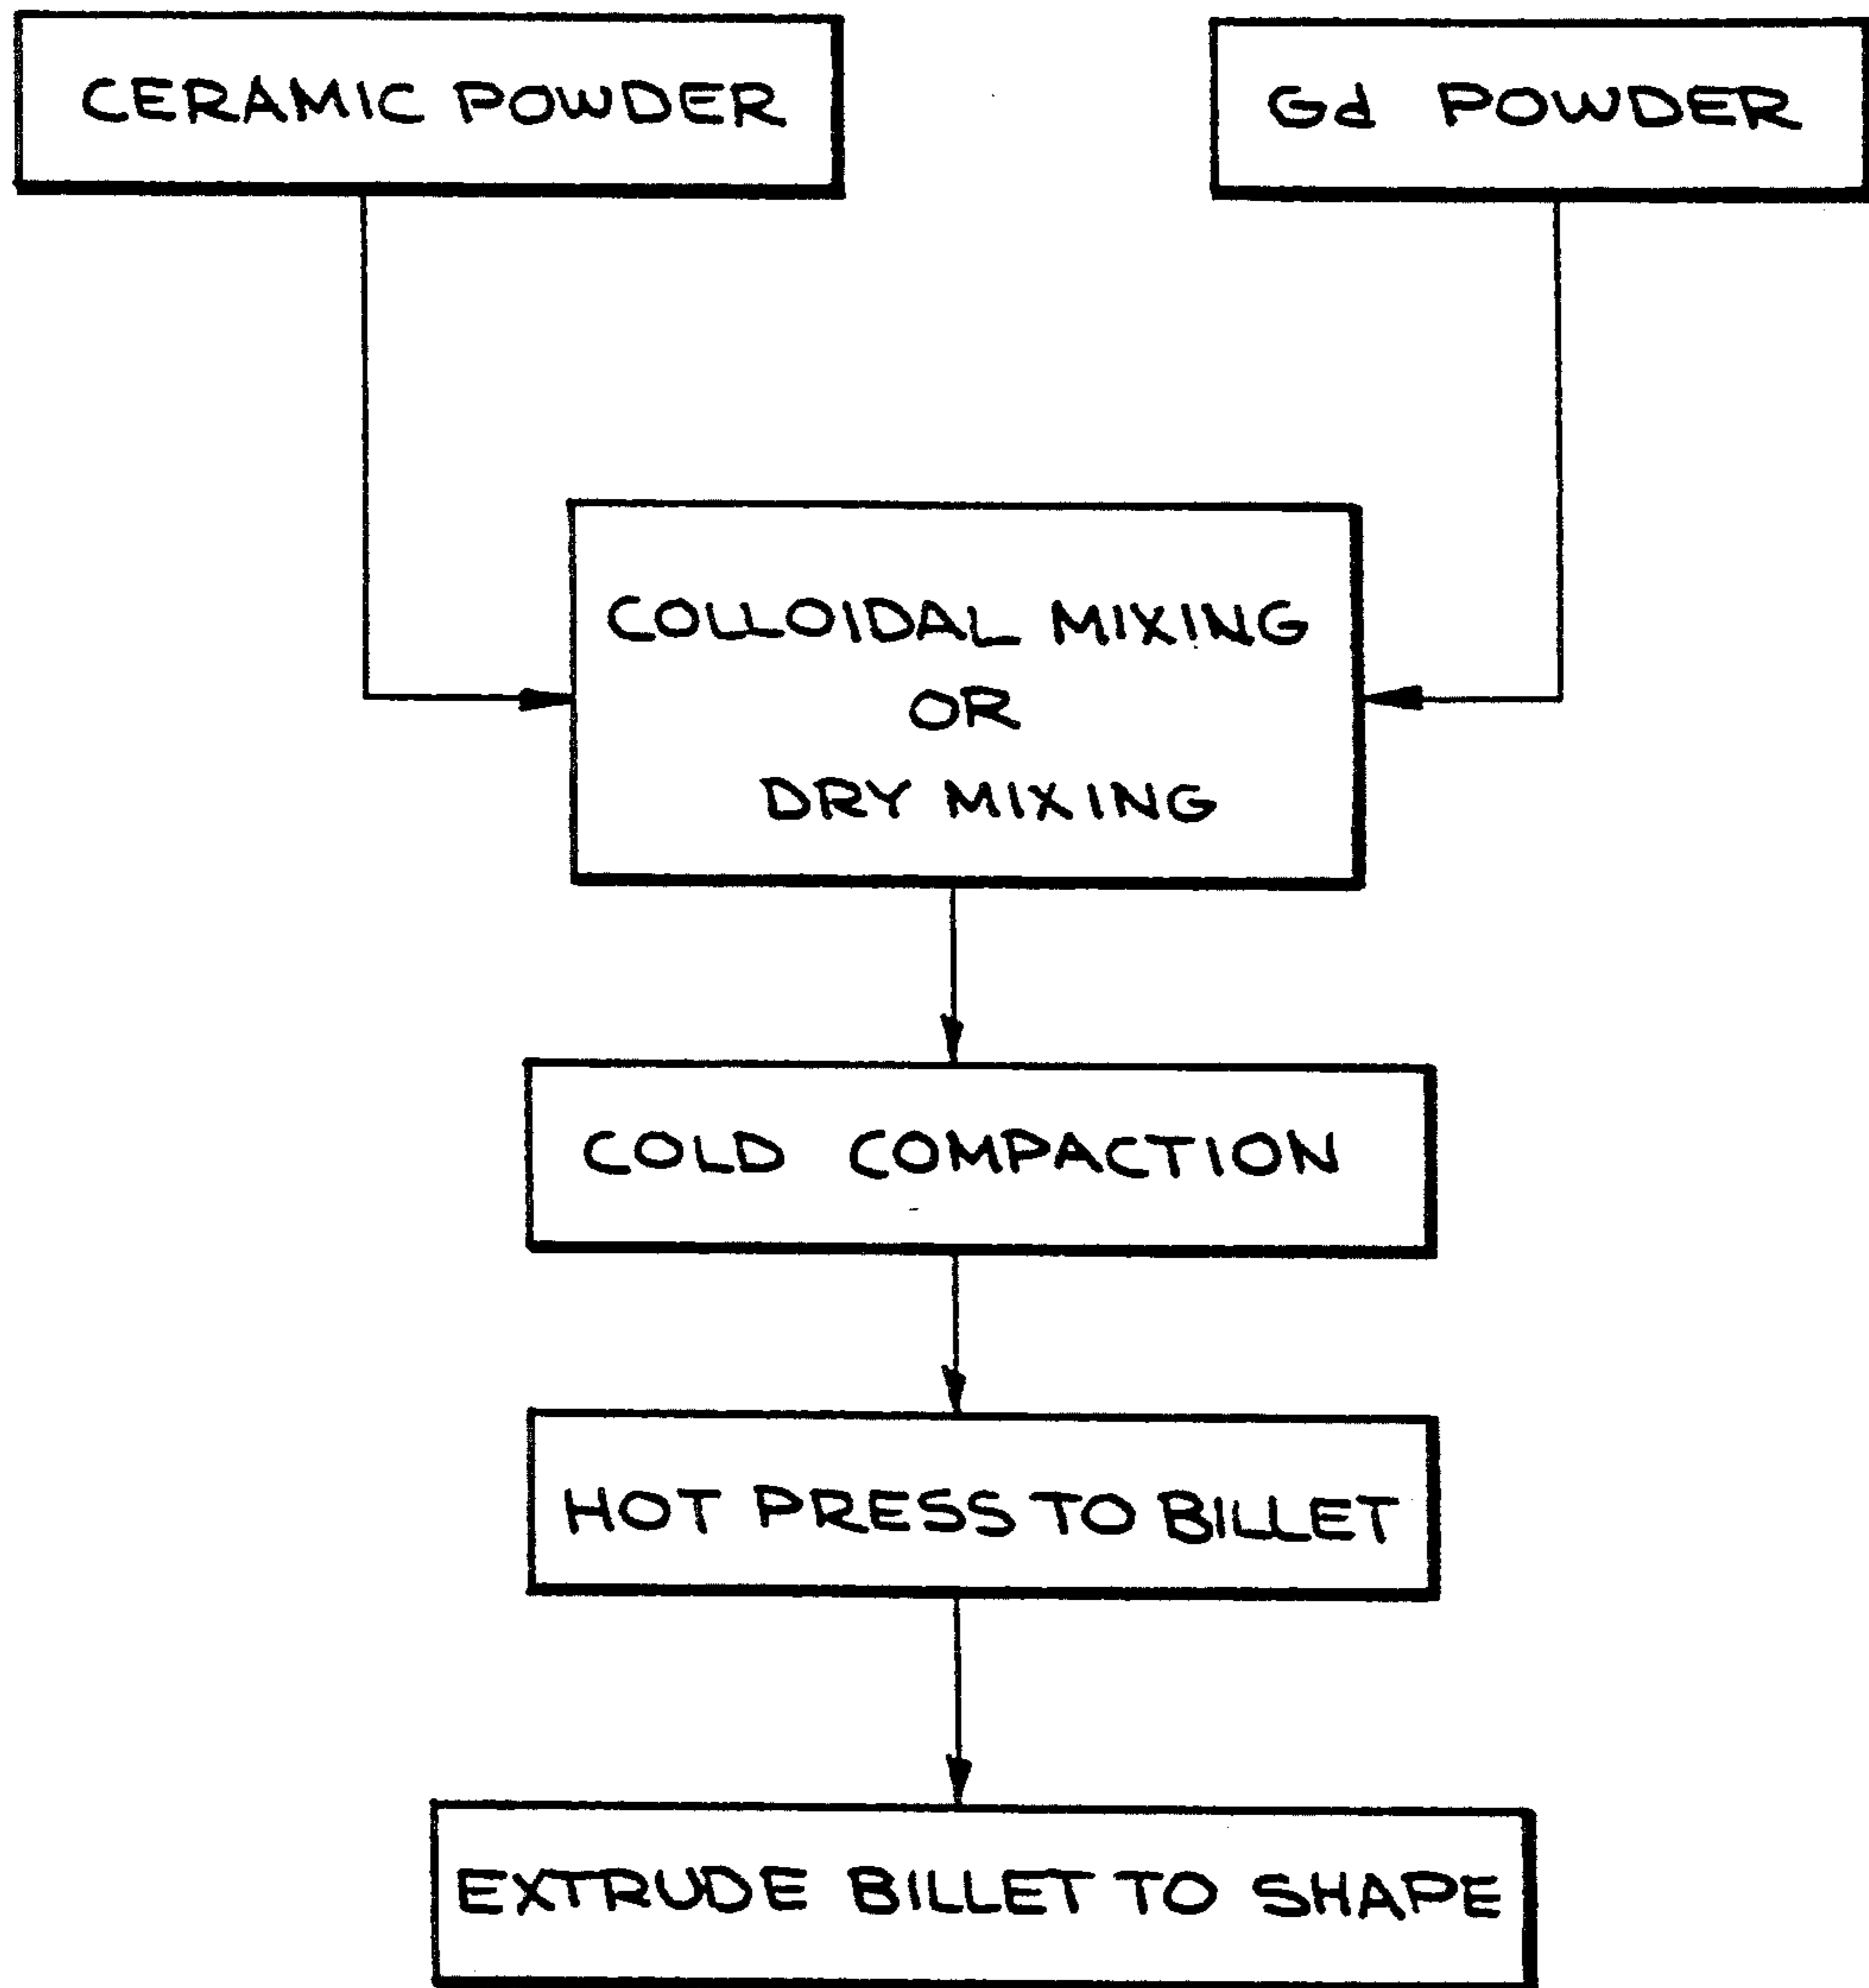 CERAMIC POWDER
Gd POWDER
COLLOIDAL MIXING
OR
DRY MIXING
COLD COMPACTION
HOT PRESS TO BILLET
EXTRUDE BILLET TO SHAPE